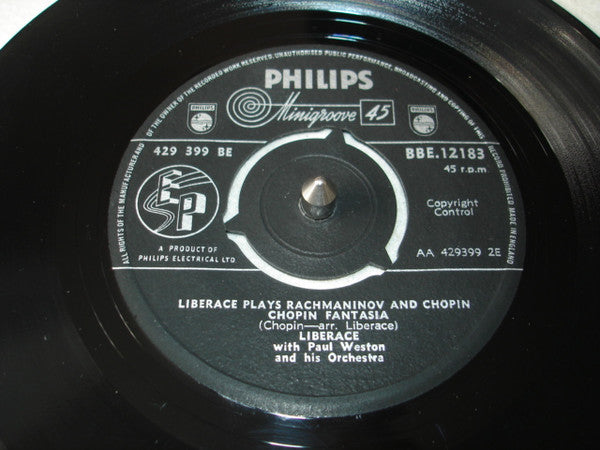 ALL RIGHTS OF THE MANUFACTURER AND OF THE OWNER OF THE RECORDED WORK RESERVED. UNAUTHORISED PUBLIC PERFORMANCE, BROADCASTING AND COPYING OF THIS RECORD PROHIBITED. MADE IN ENGLAND
PHILIPS
Minigroove 45
PHILIPS
PHILIPS
429 399 BE
BBE.12183
45 r.p.m
EP
Copyright
Control
A PRODUCT OF
PHILIPS ELECTRICAL LTD.
AA 429399 2E
LIBERACE PLAYS RACHMANINOV AND CHOPIN
CHOPIN FANTASIA
(Chopin—arr. Liberace)
LIBERACE
with Paul Weston
and his Orchestra